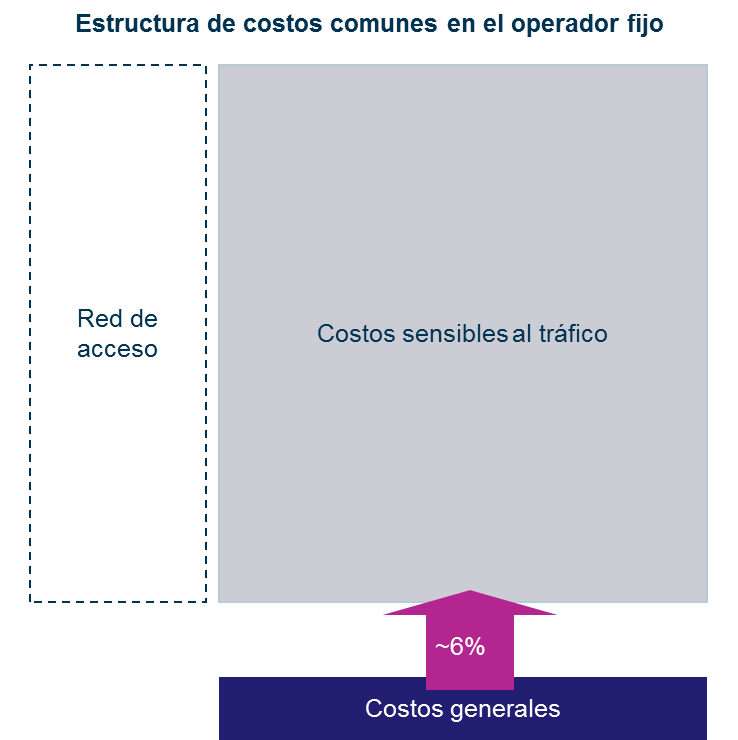 Estructura de costos comunes en el operador fijo
Red de
acceso
Costos sensibles al tráfico
~6%
Costos generales